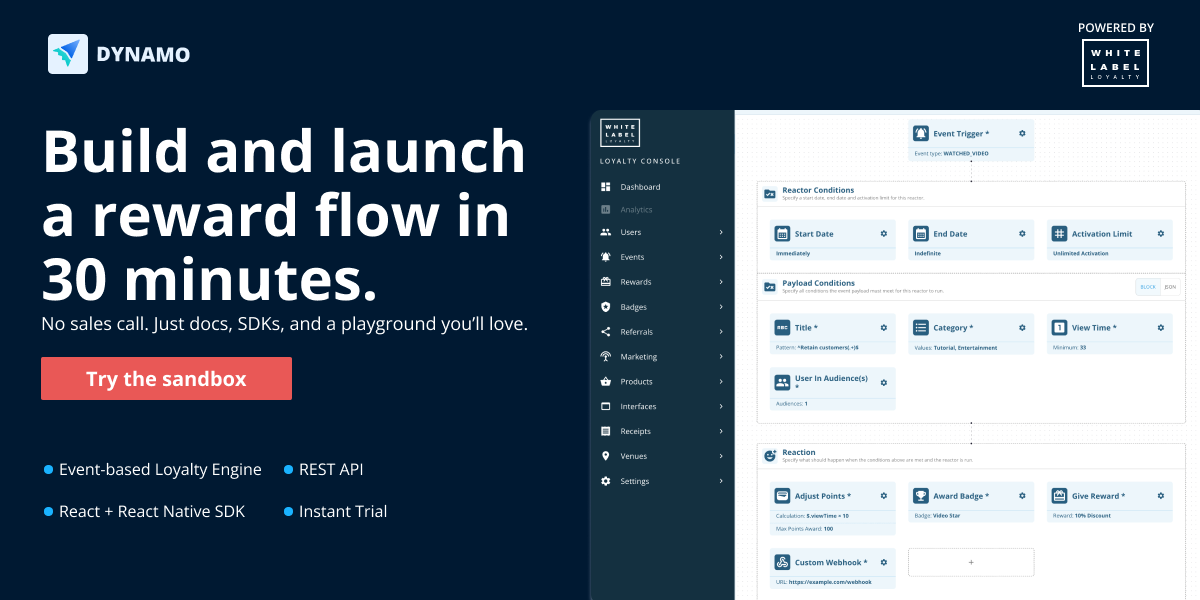 DYNAMO
POWERED BY
WHITE
LABEL
LOYALTY
Build and launch
a reward flow in
30 minutes.
No sales call. Just docs, SDKs, and a playground you’ll love.
Try the sandbox
Event-based Loyalty Engine
REST API
React + React Native SDK
Instant Trial
WHITE
LABEL
LOYALTY
LOYALTY CONSOLE
Dashboard
Analytics
Users
Events
Rewards
Badges
Referrals
Marketing
Products
Interfaces
Receipts
Venues
Settings
Event Trigger *
Event type: WATCHED_VIDEO
Reactor Conditions
Specify a start date, end date and activation limit for this reactor.
Start Date
Immediately
End Date
Indefinite
Activation Limit
Unlimited Activation
Payload Conditions
Specify all conditions the event payload must meet for this reactor to run.
BLOCK
JSON
ABC
Title *
Pattern: ^Retain customers( +)$
Category *
Values: Tutorial, Entertainment
1
View Time *
Minimum: 33
User In Audience(s)
*
Audiences: 1
Reaction
Specify what should happen when the conditions above are met and the reactor is run.
Adjust Points *
Calculation: $.viewTime ÷ 10
Max Points Award: 100
Award Badge *
Badge: Video Star
Give Reward *
Reward: 10% Discount
Custom Webhook *
URL: https://example.com/webhook
+